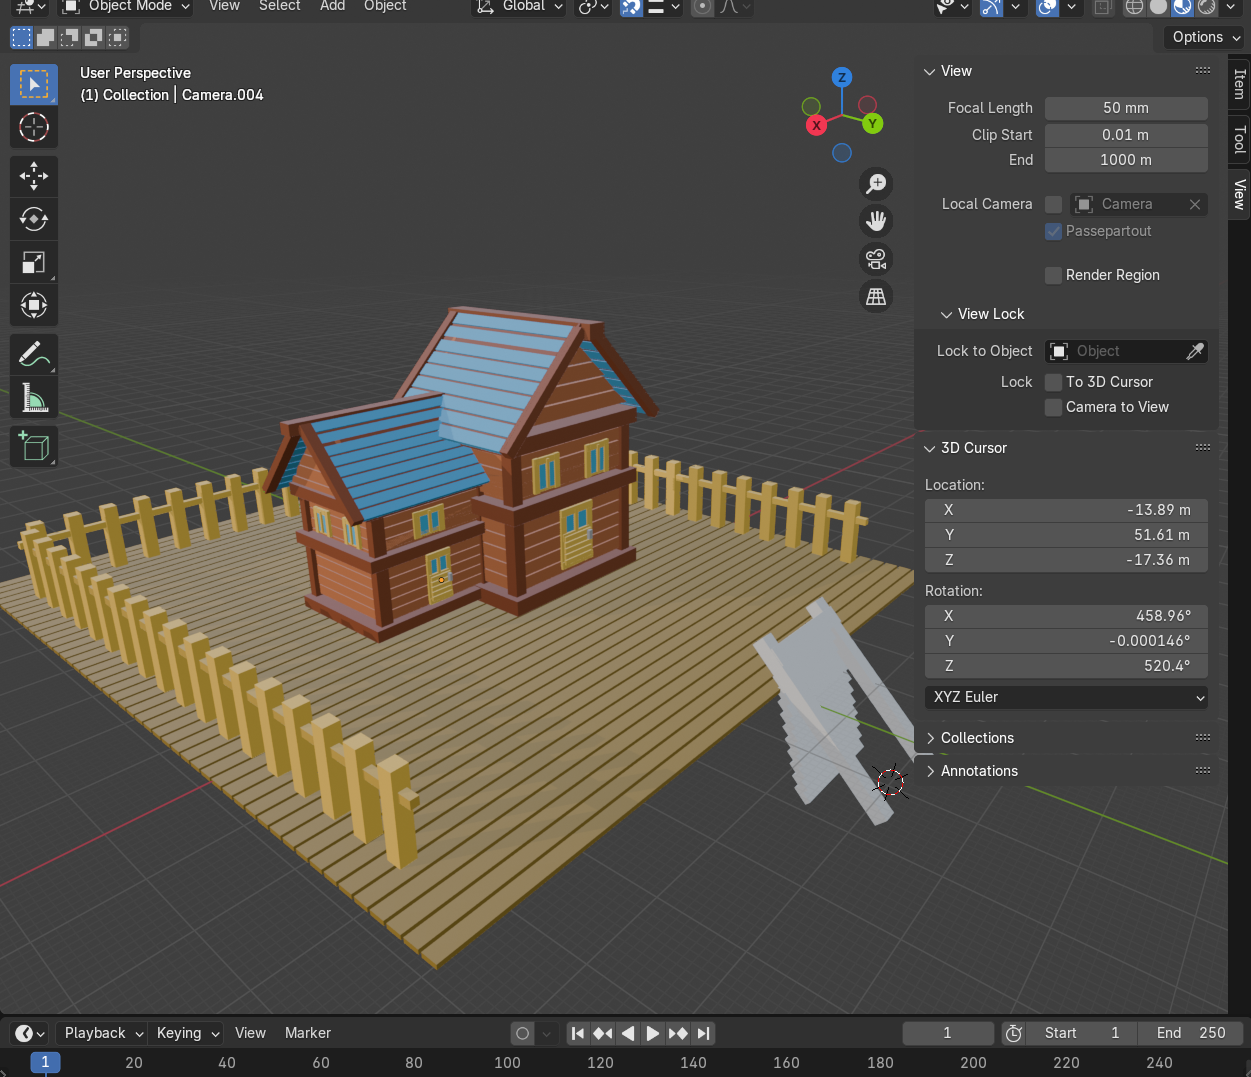 Object Mode View Select Add Object Global
Options
User Perspective
(1) Collection | Camera.004
Z
X
Y
View
Focal Length 50 mm
Clip Start 0.01 m
End 1000 m
Local Camera Camera
Passepartout
Render Region
View Lock
Lock to Object Object
Lock To 3D Cursor
Camera to View
3D Cursor
Location:
X -13.89 m
Y 51.61 m
Z -17.36 m
Rotation:
X 458.96°
Y -0.000146°
Z 520.4°
XYZ Euler
Collections
Annotations
Item
Tool
View
Playback Keying View Marker 1 Start 1 End 250
1 20 40 60 80 100 120 140 160 180 200 220 240